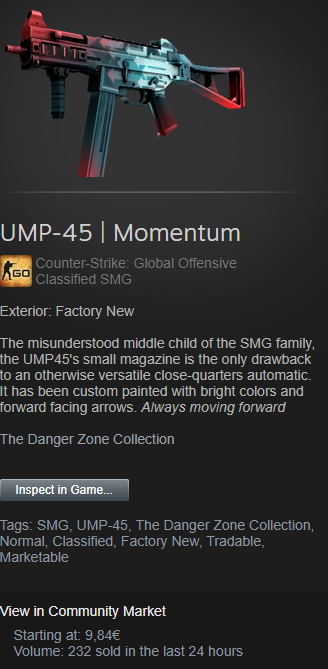 UMP-45 | Momentum
GO
Counter-Strike: Global Offensive
Classified SMG
Exterior: Factory New
The misunderstood middle child of the SMG family,
the UMP45's small magazine is the only drawback
to an otherwise versatile close-quarters automatic.
It has been custom painted with bright colors and
forward facing arrows. Always moving forward
The Danger Zone Collection
Inspect in Game...
Tags: SMG, UMP-45, The Danger Zone Collection,
Normal, Classified, Factory New, Tradable,
Marketable
View in Community Market
Starting at: 9,84€
Volume: 232 sold in the last 24 hours